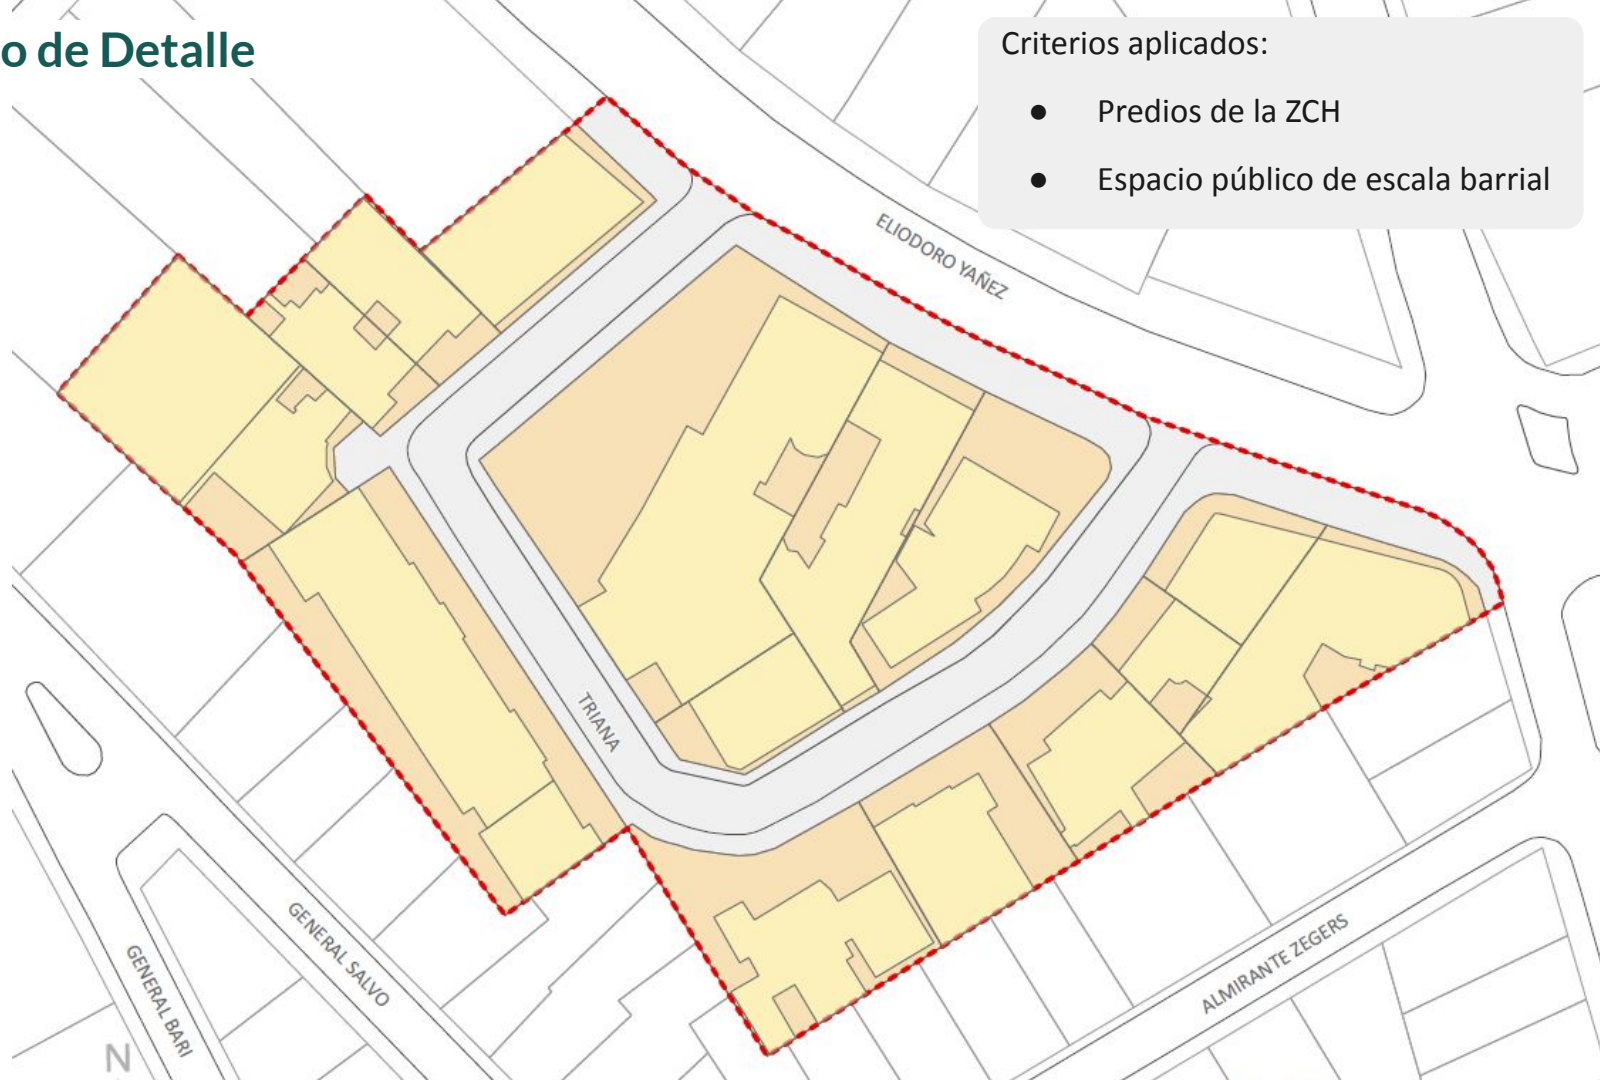 o de Detalle
Criterios aplicados:
● Predios de la ZCH
● Espacio público de escala barrial
ELIODORO YAÑEZ
TRIANA
GENERAL SALVO
GENERAL BARI
ALMIRANTE ZEGERS
N